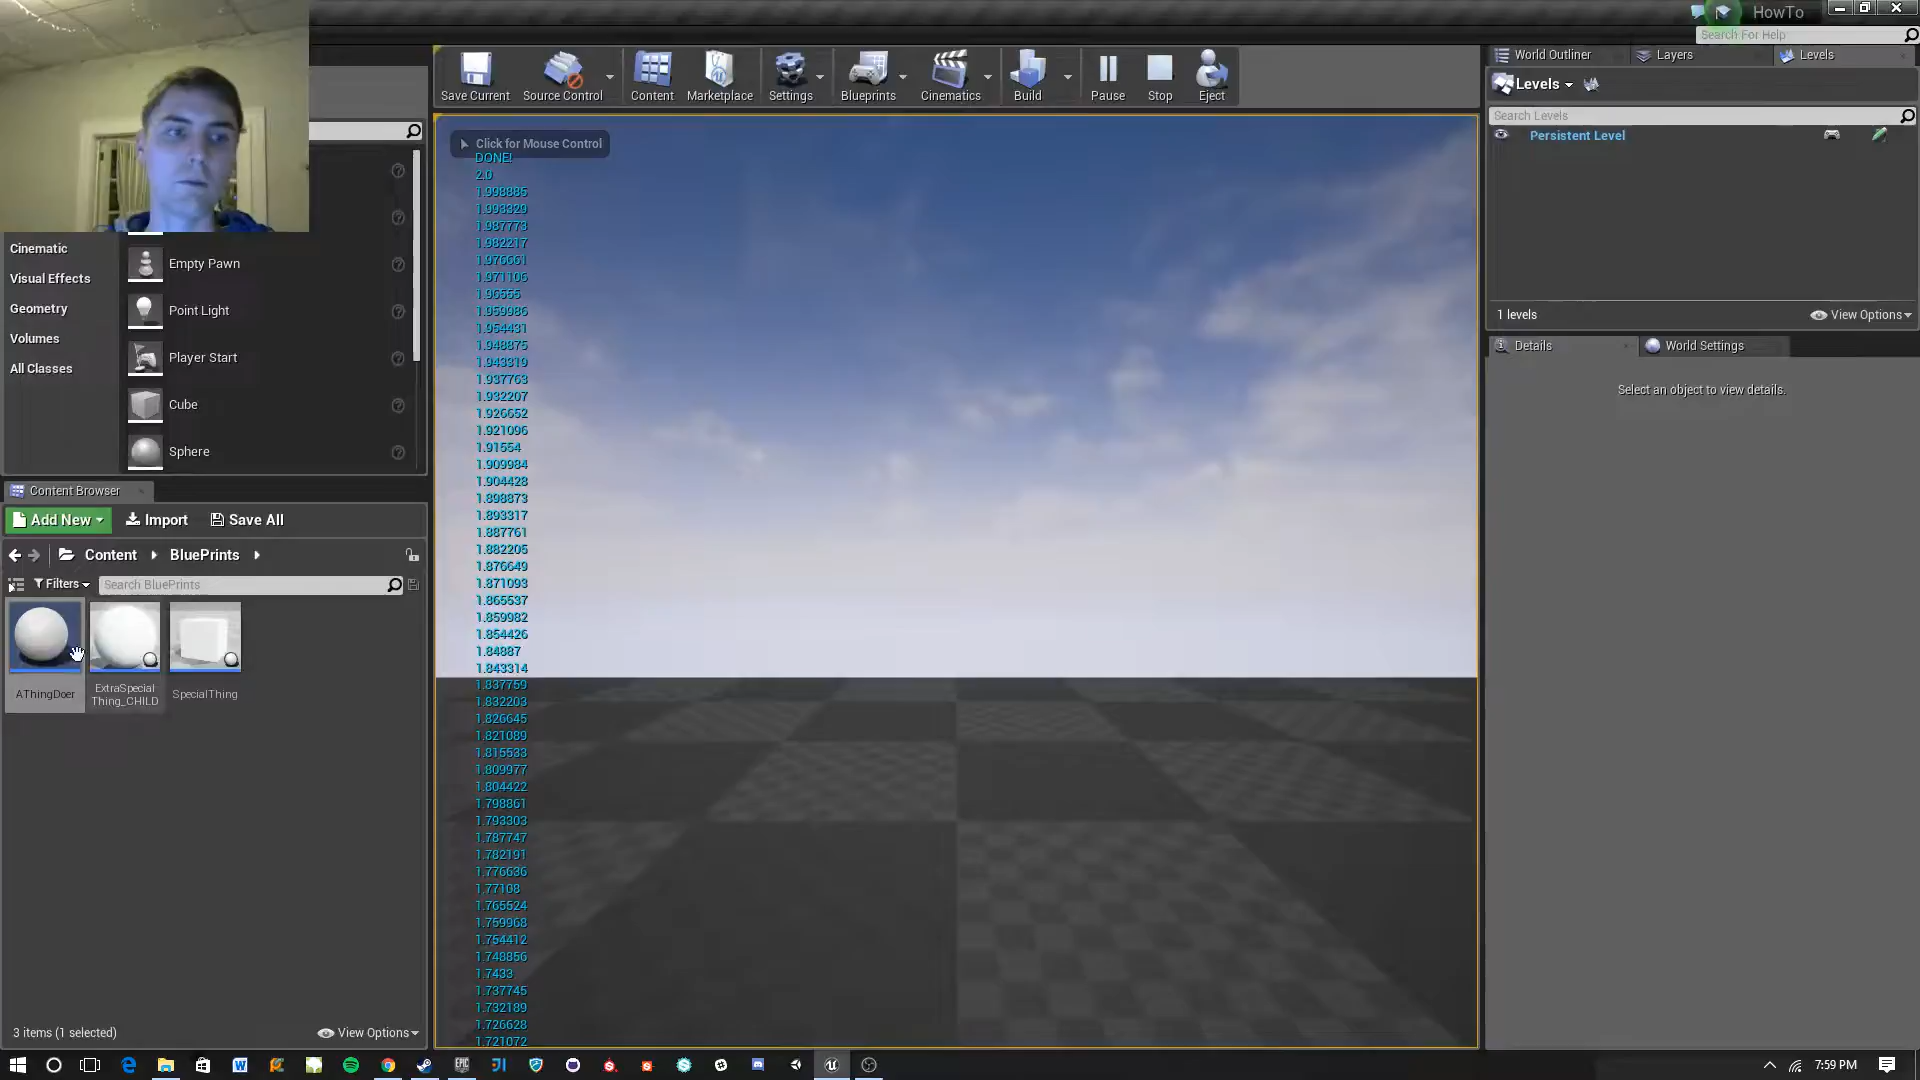 HowTo
Search For Help
Save Current
Source Control
Content
Marketplace
Settings
Blueprints
Cinematics
Build
Pause
Stop
Eject
World Outliner
Layers
Levels
Levels
Search Levels
Persistent Level
1 levels
View Options
Details
World Settings
Select an object to view details.
Cinematic
Visual Effects
Geometry
Volumes
All Classes
Empty Pawn
Point Light
Player Start
Cube
Sphere
Content Browser
Add New
Import
Save All
Content
BluePrints
Filters
Search BluePrints
AThingDoer
ExtraSpecial
Thing_CHILD
SpecialThing
3 items (1 selected)
View Options
Click for Mouse Control
DONE!
2.0
1.998885
1.993329
1.987773
1.982217
1.976661
1.971106
1.96555
1.959986
1.954431
1.948875
1.943319
1.937763
1.932207
1.926652
1.921096
1.91554
1.909984
1.904428
1.898873
1.893317
1.887761
1.882205
1.876649
1.871093
1.865537
1.859982
1.854426
1.84887
1.843314
1.837759
1.832203
1.826645
1.821089
1.815533
1.809977
1.804422
1.798861
1.793303
1.787747
1.782191
1.776636
1.77108
1.765524
1.759968
1.754412
1.748856
1.7433
1.737745
1.732189
1.726628
1.721072
7:59 PM